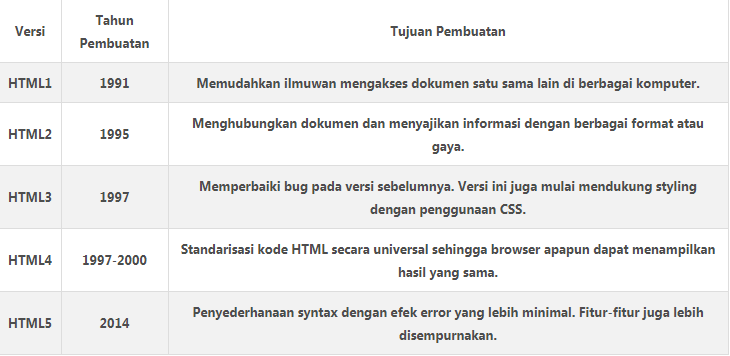 Versi
Tahun
Pembuatan
Tujuan Pembuatan
HTML1
1991
Memudahkan ilmuwan mengakses dokumen satu sama lain di berbagai komputer.
HTML2
1995
Menghubungkan dokumen dan menyajikan informasi dengan berbagai format atau
gaya.
HTML3
1997
Memperbaiki bug pada versi sebelumnya. Versi ini juga mulai mendukung styling
dengan penggunaan CSS.
HTML4
1997-2000
Standarisasi kode HTML secara universal sehingga browser apapun dapat menampilkan
hasil yang sama.
HTML5
2014
Penyederhanaan syntax dengan efek error yang lebih minimal. Fitur-fitur juga lebih
disempurnakan.